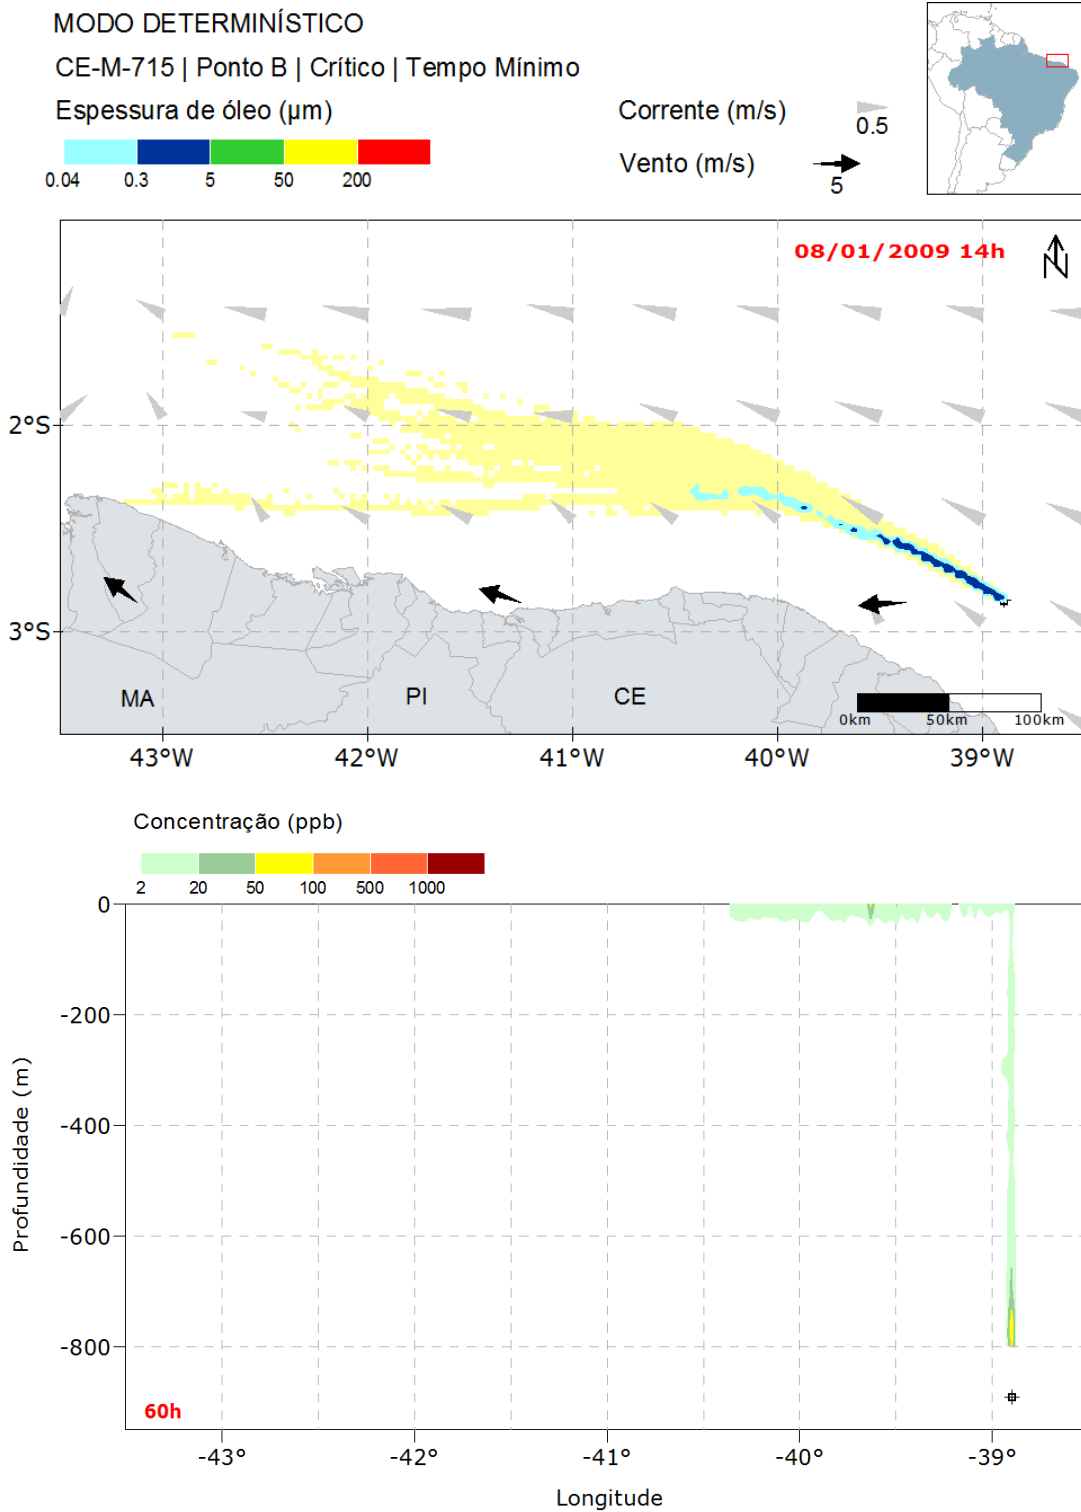 MODO DETERMINÍSTICO
CE-M-715 | Ponto B | Crítico | Tempo Mínimo
Espessura de óleo (µm)
0.04 0.3 5 50 200
Corrente (m/s)
0.5
Vento (m/s)
5
08/01/2009 14h
N
2°S
3°S
MA PI CE
0km 50km 100km
43°W 42°W 41°W 40°W 39°W
Concentração (ppb)
2 20 50 100 500 1000
0
-200
-400
-600
-800
Profundidade (m)
60h
-43° -42° -41° -40° -39°
Longitude